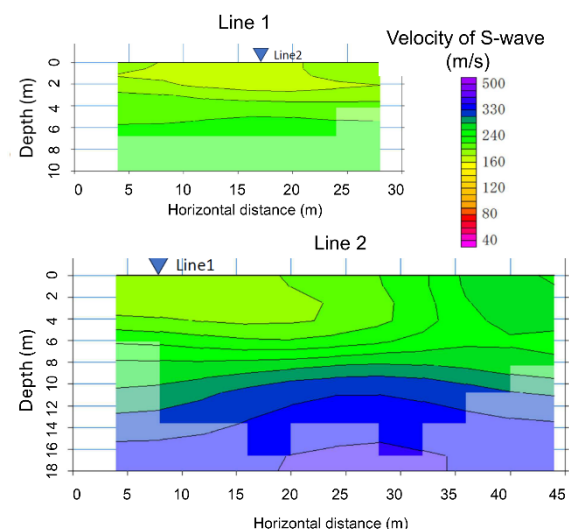 Line 1
Velocity of S-wave
(m/s)
Line2
Depth (m)
0
2
4
6
8
10
0 5 10 15 20 25 30
Horizontal distance (m)
500
330
240
160
120
80
40
Line 2
Line1
Depth (m)
0
2
4
6
8
10
12
14
16
18
0 5 10 15 20 25 30 35 40 45
Horizontal distance (m)